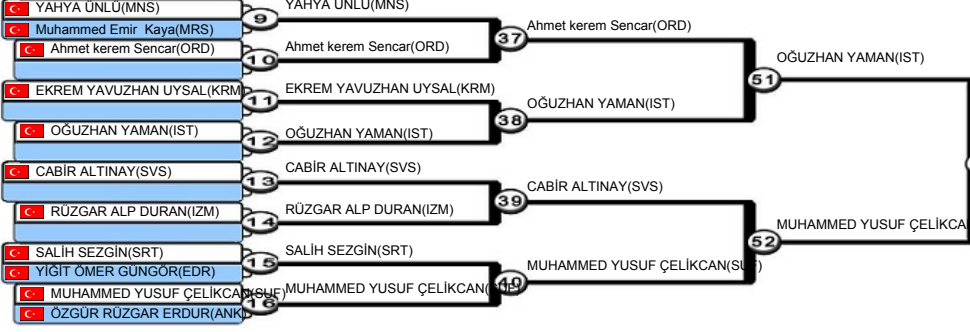 YAHYA ÜNLÜ(MNS)
Muhammed Emir Kaya(MRS)
9
YAHYA ÜNLÜ(MNS)
Ahmet kerem Sencar(ORD)
10
Ahmet kerem Sencar(ORD)
37
Ahmet kerem Sencar(ORD)
EKREM YAVUZHAN UYSAL(KRM)
11
EKREM YAVUZHAN UYSAL(KRM)
OĞUZHAN YAMAN(IST)
12
OĞUZHAN YAMAN(IST)
38
OĞUZHAN YAMAN(IST)
51
OĞUZHAN YAMAN(IST)
CABİR ALTINAY(SVS)
13
CABİR ALTINAY(SVS)
RÜZGAR ALP DURAN(IZM)
14
RÜZGAR ALP DURAN(IZM)
39
CABİR ALTINAY(SVS)
SALİH SEZGİN(SRT)
YİĞİT ÖMER GÜNGÖR(EDR)
15
SALİH SEZGİN(SRT)
MUHAMMED YUSUF ÇELİKCAN(SUF)
ÖZGÜR RÜZGAR ERDUR(ANK)
16
MUHAMMED YUSUF ÇELİKCAN(SUF)
40
MUHAMMED YUSUF ÇELİKCAN(SUF)
52
MUHAMMED YUSUF ÇELİKCA